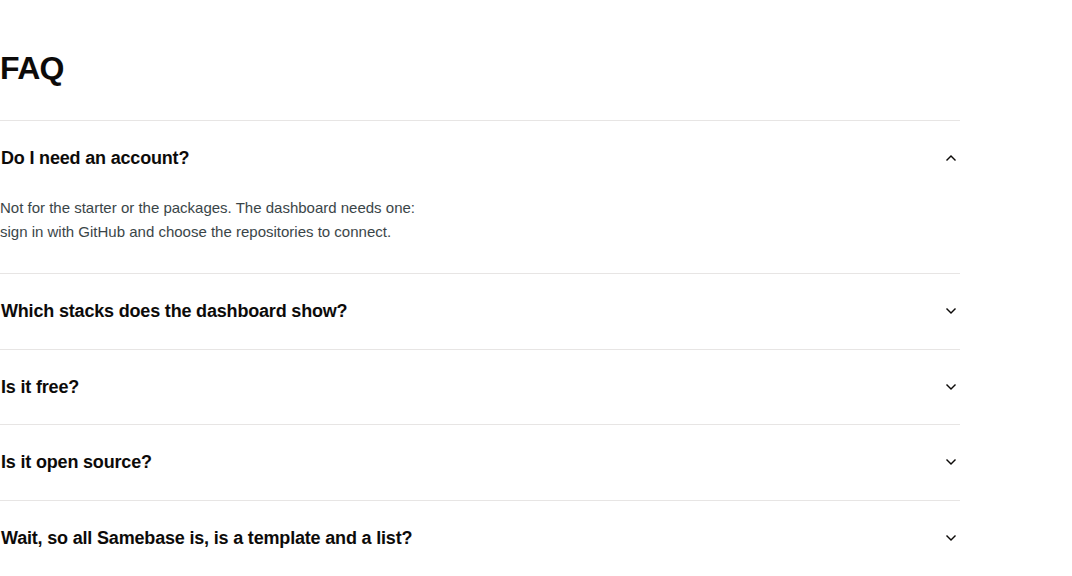 FAQ
Do I need an account?
Not for the starter or the packages. The dashboard needs one:
sign in with GitHub and choose the repositories to connect.
Which stacks does the dashboard show?
Is it free?
Is it open source?
Wait, so all Samebase is, is a template and a list?